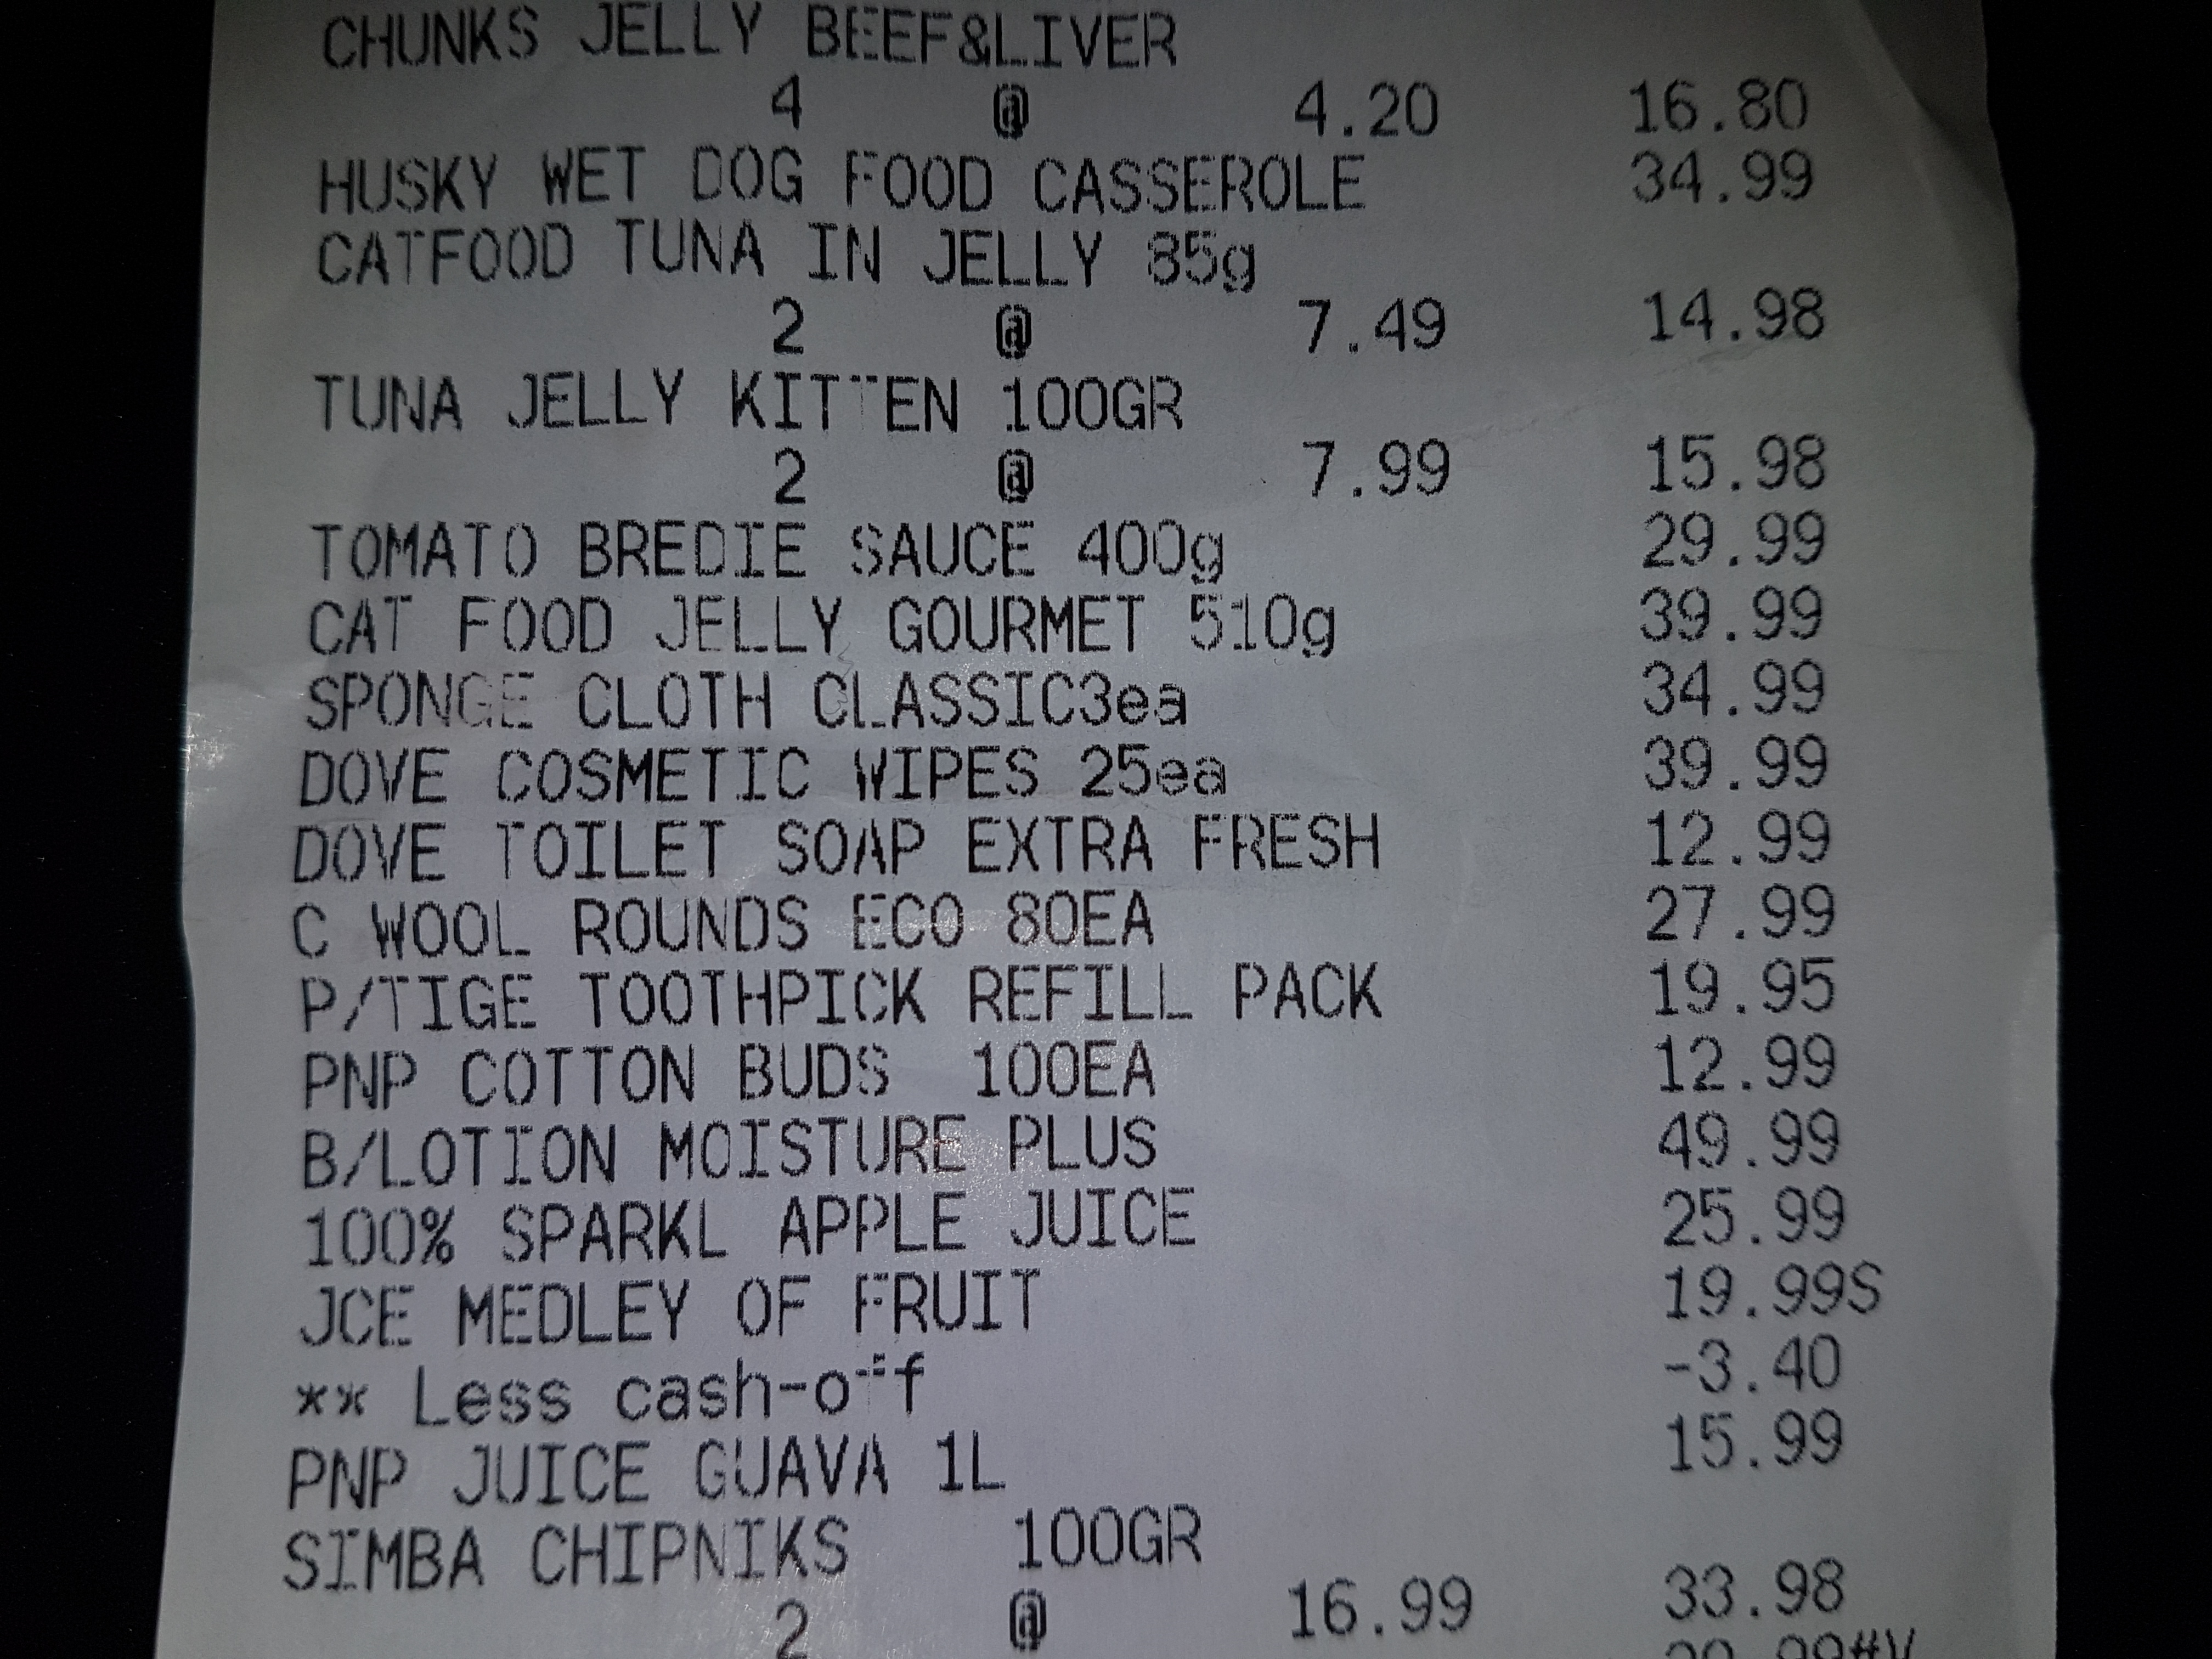 CHUNKS JELLY BEEF&LIVER
4 @ 4.20 16.80
HUSKY WET DOG FOOD CASSEROLE 34.99
CATFOOD TUNA IN JELLY 85g
2 @ 7.49 14.98
TUNA JELLY KITTEN 100GR
2 @ 7.99 15.98
TOMATO BREDIE SAUCE 400g 29.99
CAT FOOD JELLY GOURMET 510g 39.99
SPONGE CLOTH CLASSIC3ea 34.99
DOVE COSMETIC WIPES 25ea 39.99
DOVE TOILET SOAP EXTRA FRESH 12.99
C WOOL ROUNDS ECO 80EA 27.99
P/TIGE TOOTHPICK REFILL PACK 19.95
PNP COTTON BUDS 100EA 12.99
B/LOTION MOISTURE PLUS 49.99
100% SPARKL APPLE JUICE 25.99
JCE MEDLEY OF FRUIT 19.99S
** Less cash-off -3.40
PNP JUICE GUAVA 1L 15.99
SIMBA CHIPNIKS 100GR
2 @ 16.99 33.98